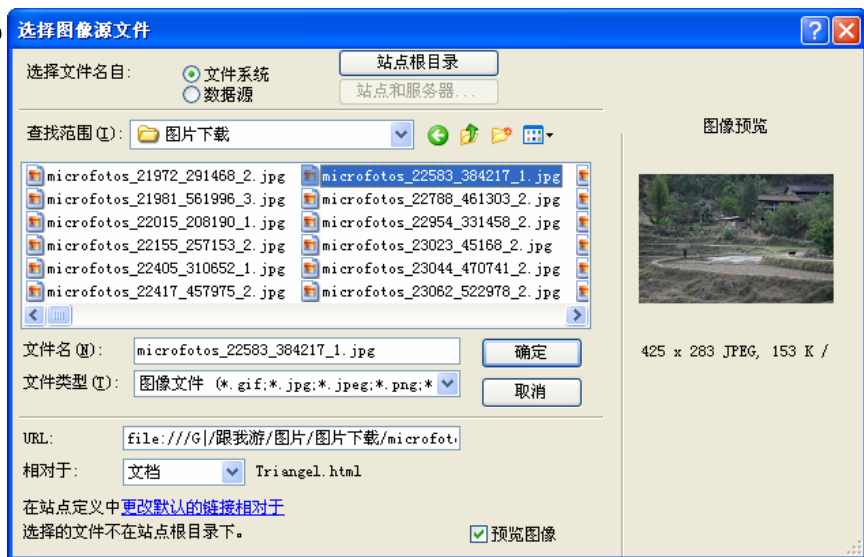 选择图像源文件
选择文件名自:
文件系统
数据源
站点根目录
站点和服务器...
查找范围(I):
图片下载
图像预览
microfotos_21972_291468_2.jpg
microfotos_21981_561996_3.jpg
microfotos_22015_208190_1.jpg
microfotos_22155_257153_2.jpg
microfotos_22405_310652_1.jpg
microfotos_22417_457975_2.jpg
microfotos_22583_384217_1.jpg
microfotos_22788_461303_2.jpg
microfotos_22954_331458_2.jpg
microfotos_23023_45168_2.jpg
microfotos_23044_470741_2.jpg
microfotos_23062_522978_2.jpg
425 x 283 JPEG, 153 K /
文件名(N):
microfotos_22583_384217_1.jpg
确定
文件类型(T):
图像文件 (*.gif;*.jpg;*.jpeg;*.png;*
取消
URL:
file:///G|/跟我游/图片/图片下载/microfot
相对于:
文档
Triangel.html
在站点定义中更改默认的链接相对于
选择的文件不在站点根目录下。
预览图像